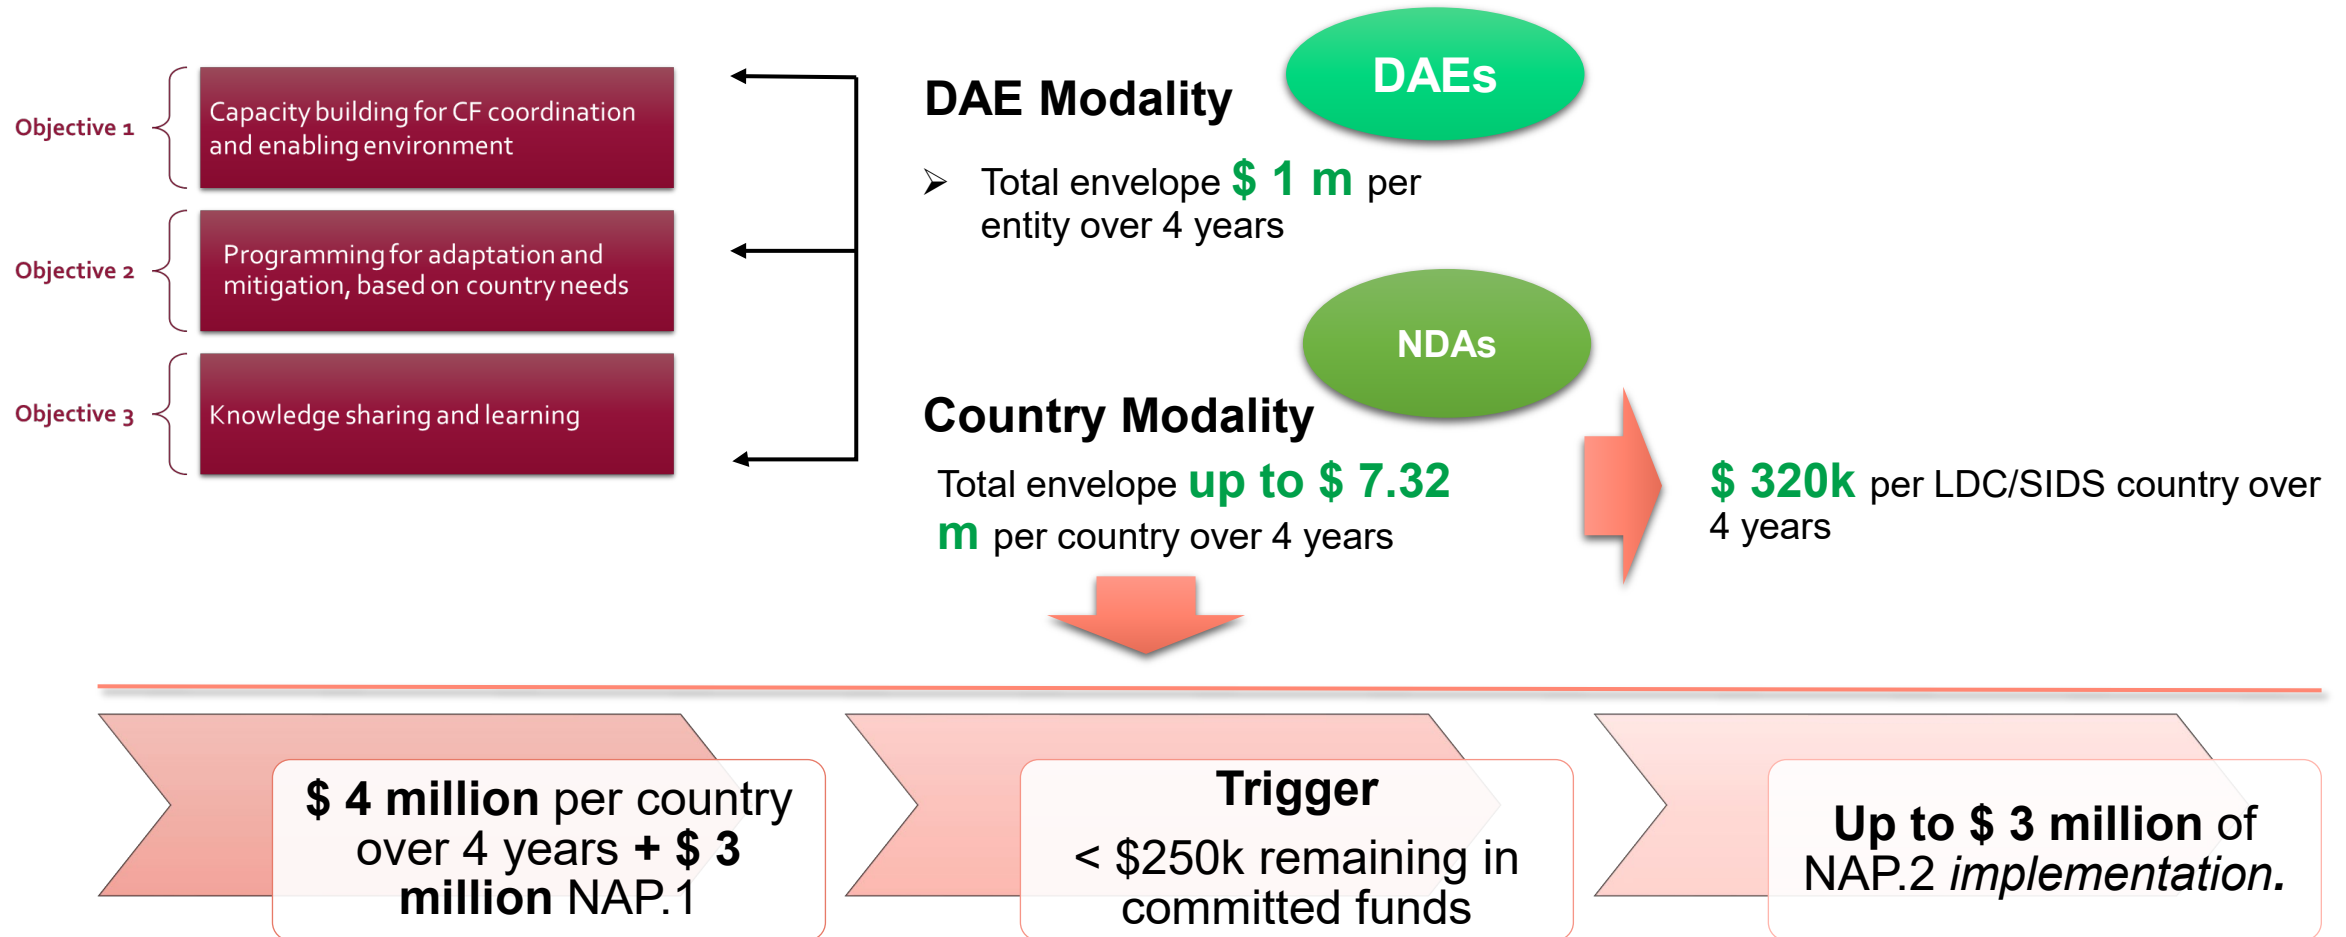 Objective 1
Capacity building for CF coordination
and enabling environment
Objective 2
Programming for adaptation and
mitigation, based on country needs
Objective 3
Knowledge sharing and learning
DAE Modality
DAEs
➢ Total envelope $ 1 m per
entity over 4 years
NDAs
Country Modality
Total envelope up to $ 7.32
m per country over 4 years
$ 320k per LDC/SIDS country over
4 years
$ 4 million per country
over 4 years + $ 3
million NAP.1
Trigger
< $250k remaining in
committed funds
Up to $ 3 million of
NAP.2 implementation.